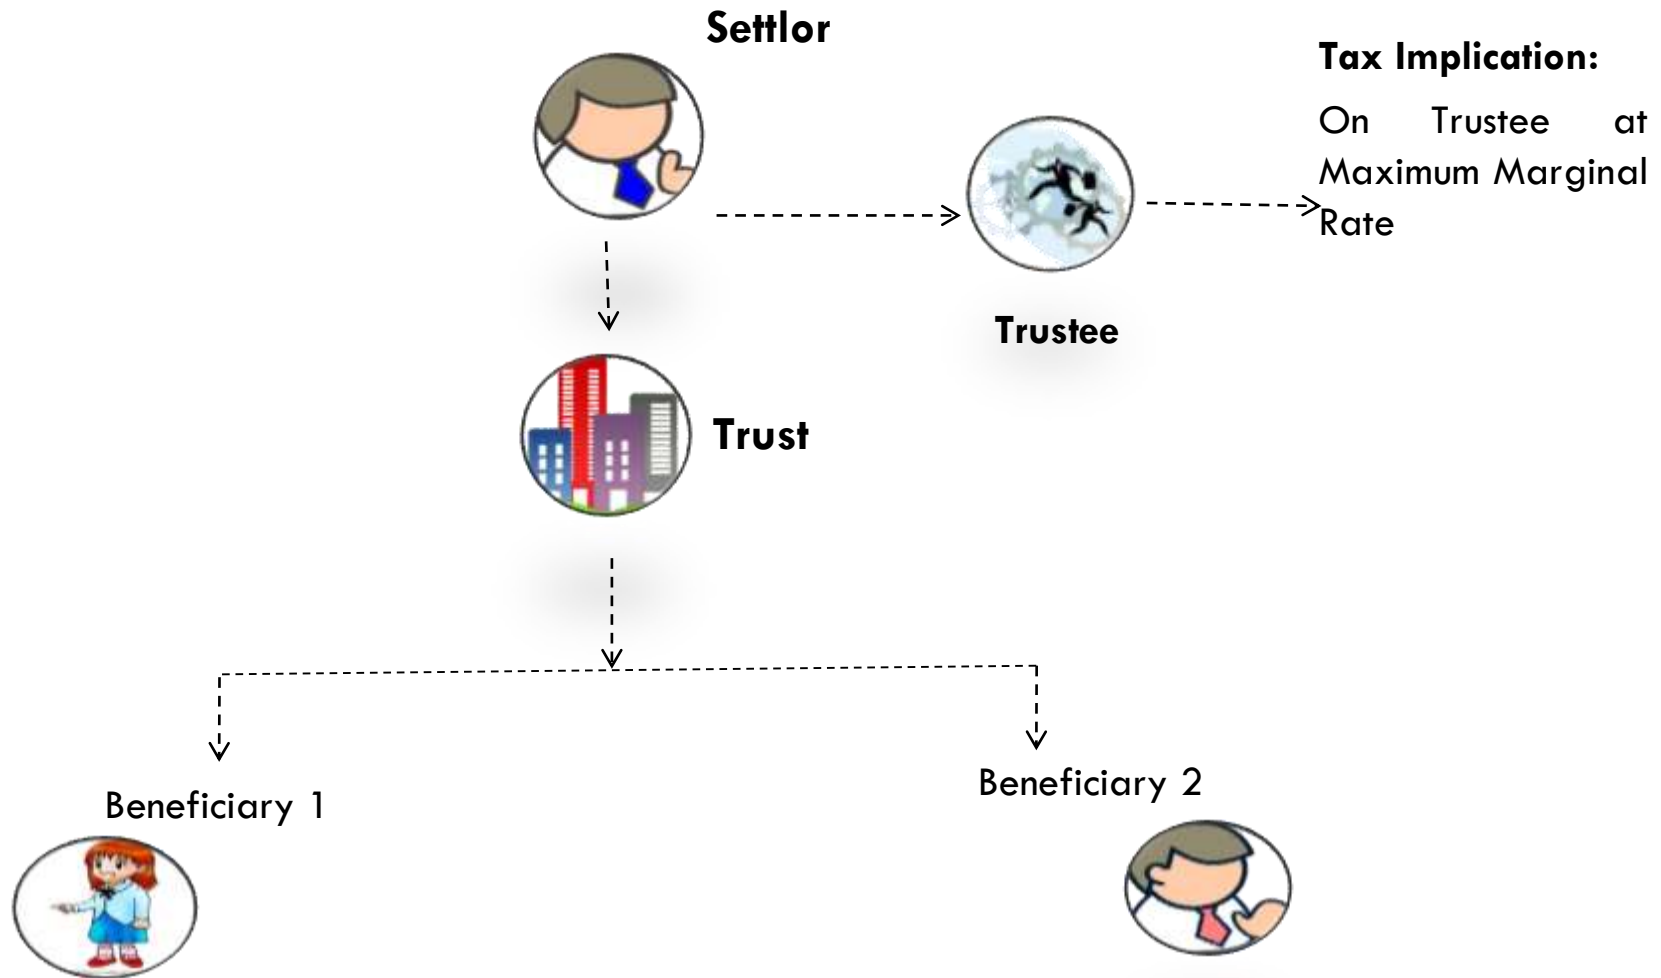 Settlor
Tax Implication:
On Trustee at
Maximum Marginal
Rate
Trustee
Trust
Beneficiary 1
Beneficiary 2